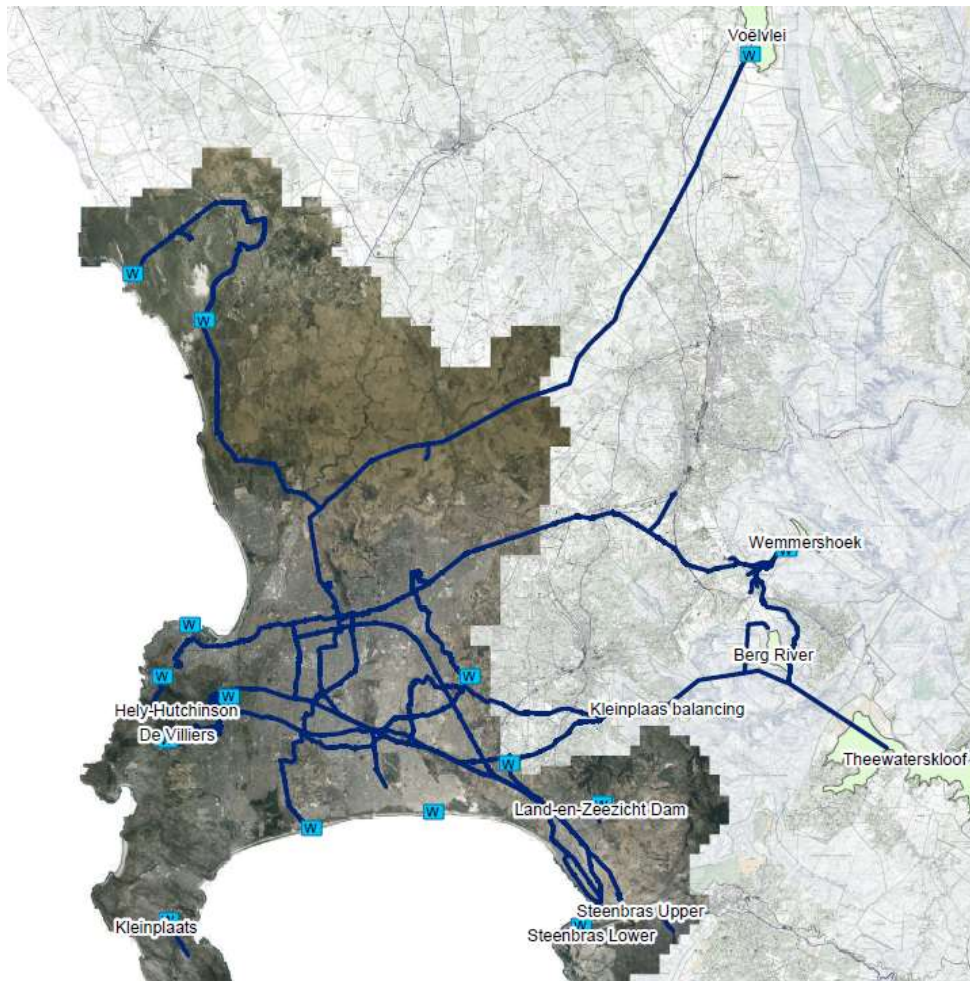 Voëlvlei
W
W
W
Wemmershoek
W
W
Berg River
W
W
Hely-Hutchinson
W
Kleinplaas balancing
De Villiers
Theewaterskloof
W
Land-en-Zeezicht Dam
W
W
Kleinplaats
Steenbras Upper
W
Steenbras Lower